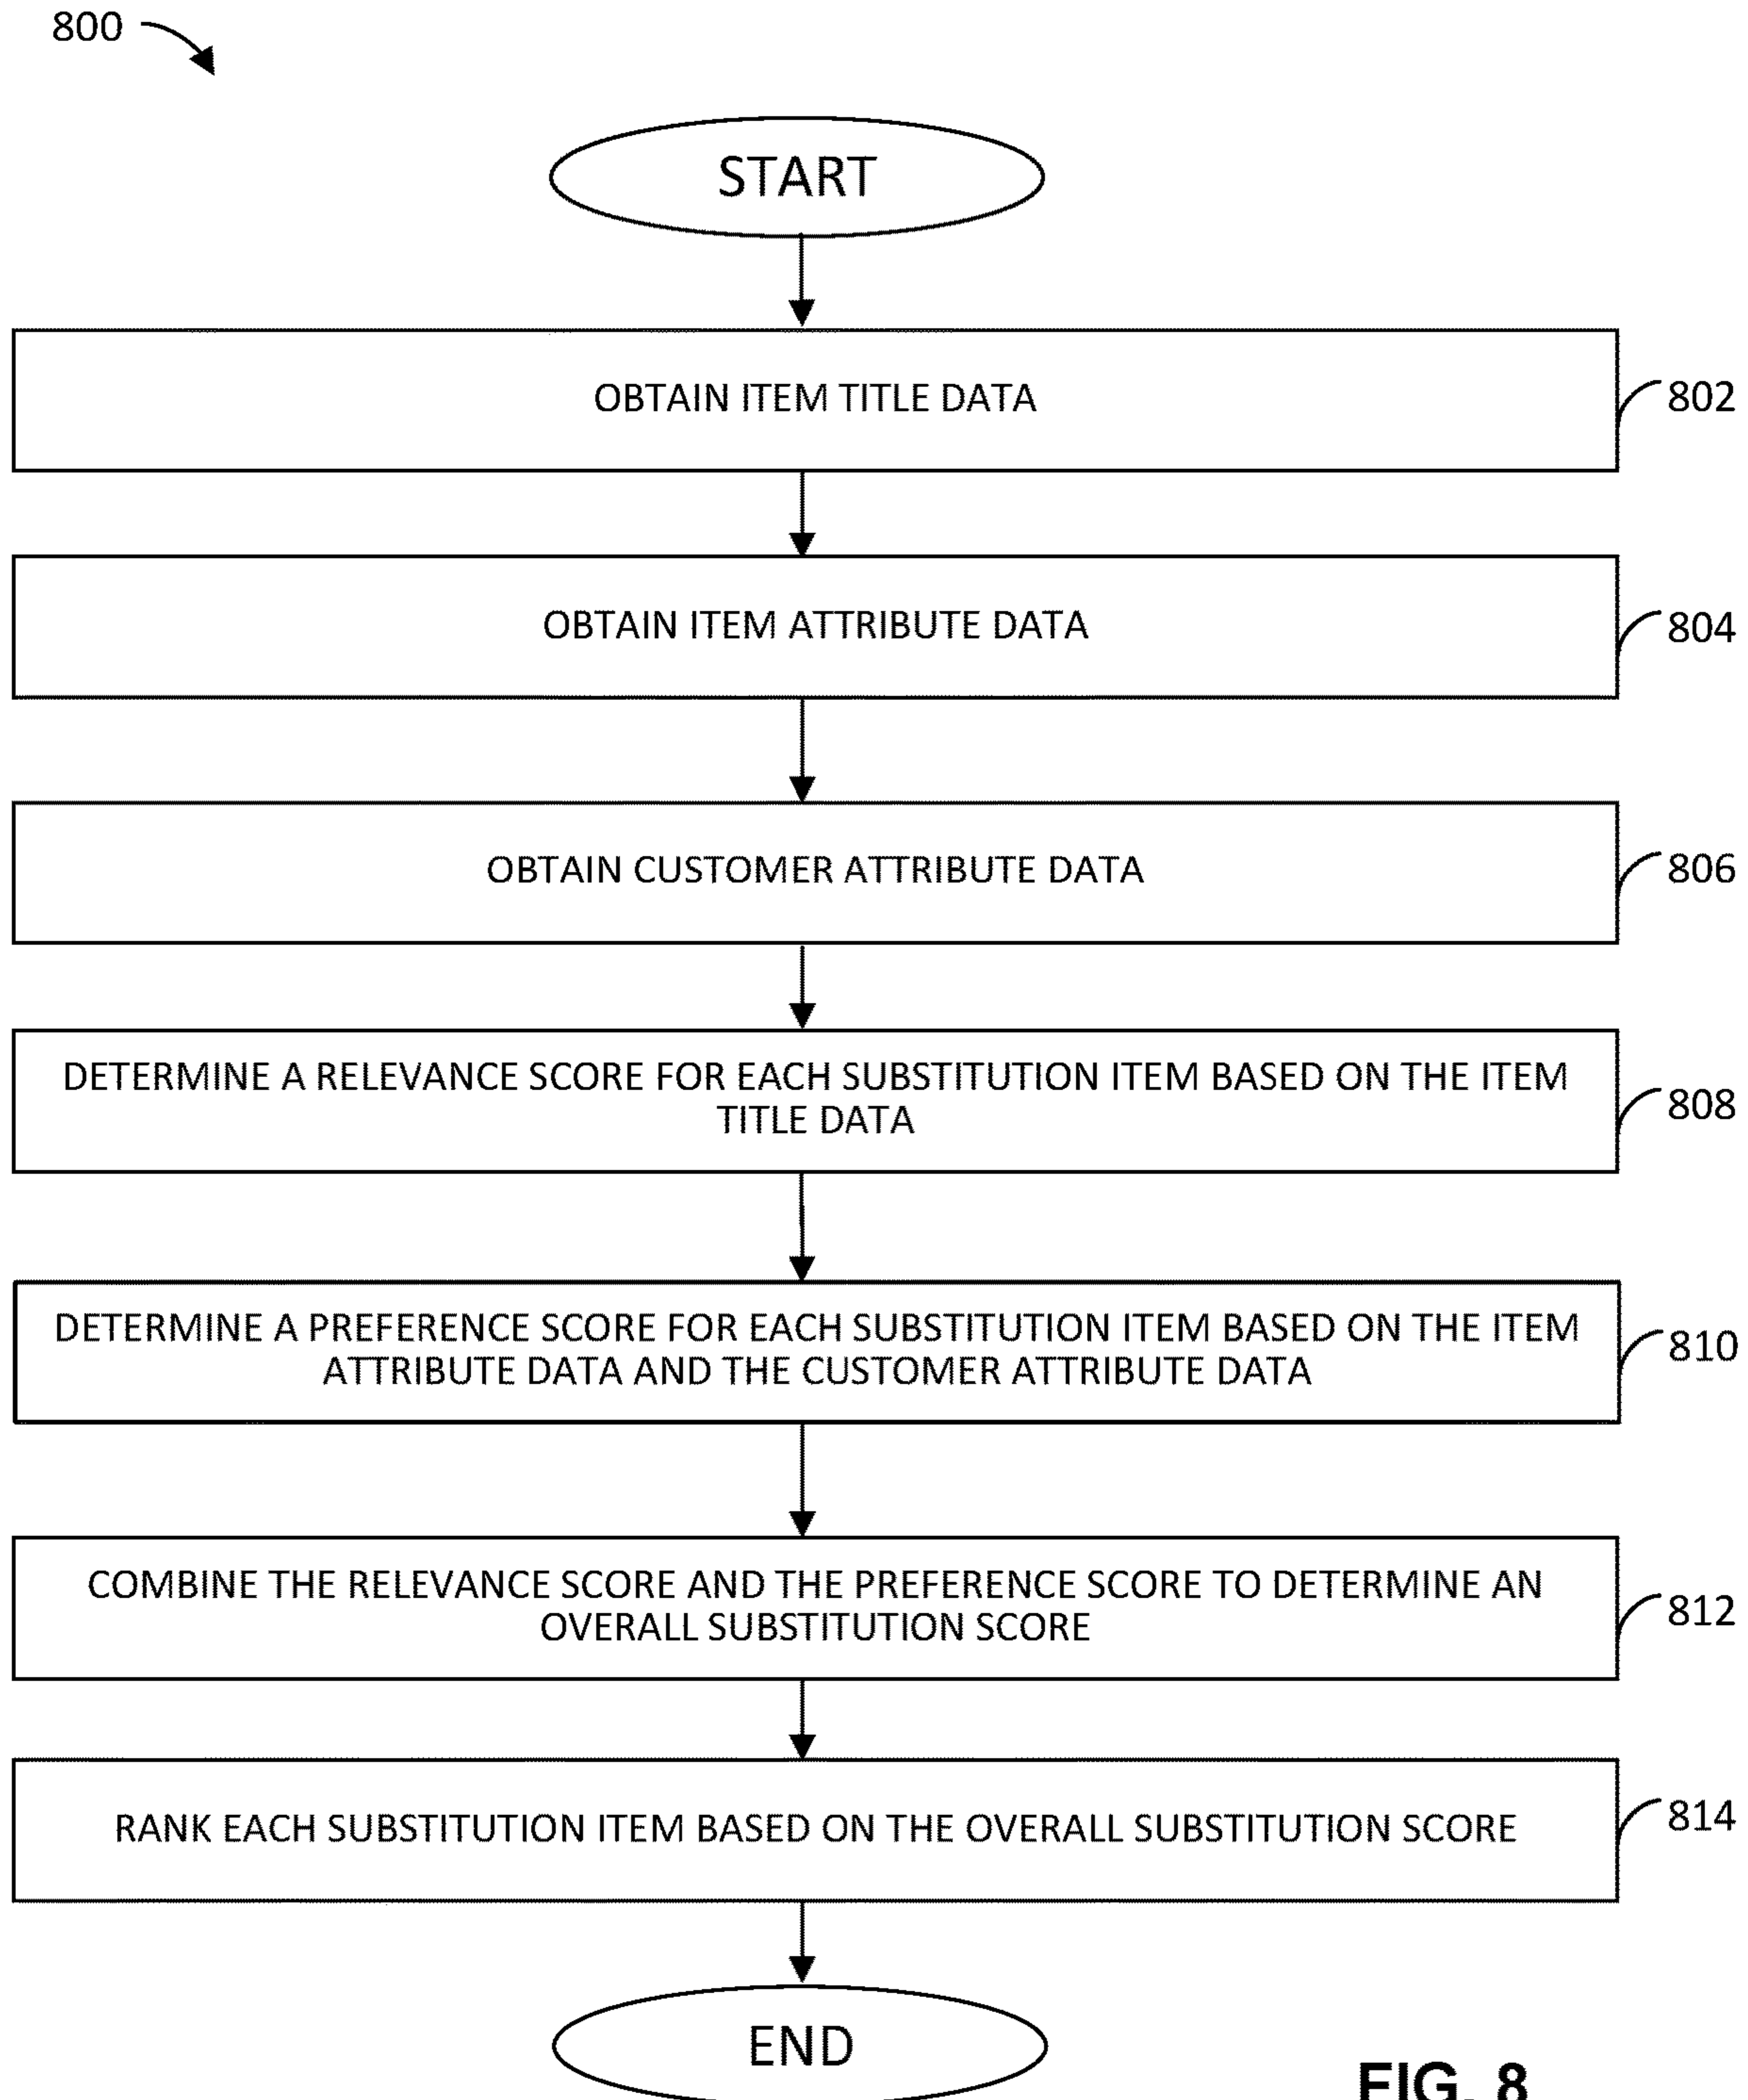 800
START
OBTAIN ITEM TITLE DATA
802
OBTAIN ITEM ATTRIBUTE DATA
804
OBTAIN CUSTOMER ATTRIBUTE DATA
806
DETERMINE A RELEVANCE SCORE FOR EACH SUBSTITUTION ITEM BASED ON THE ITEM
TITLE DATA
808
DETERMINE A PREFERENCE SCORE FOR EACH SUBSTITUTION ITEM BASED ON THE ITEM
ATTRIBUTE DATA AND THE CUSTOMER ATTRIBUTE DATA
810
COMBINE THE RELEVANCE SCORE AND THE PREFERENCE SCORE TO DETERMINE AN
OVERALL SUBSTITUTION SCORE
812
RANK EACH SUBSTITUTION ITEM BASED ON THE OVERALL SUBSTITUTION SCORE
814
END
FIG. 8